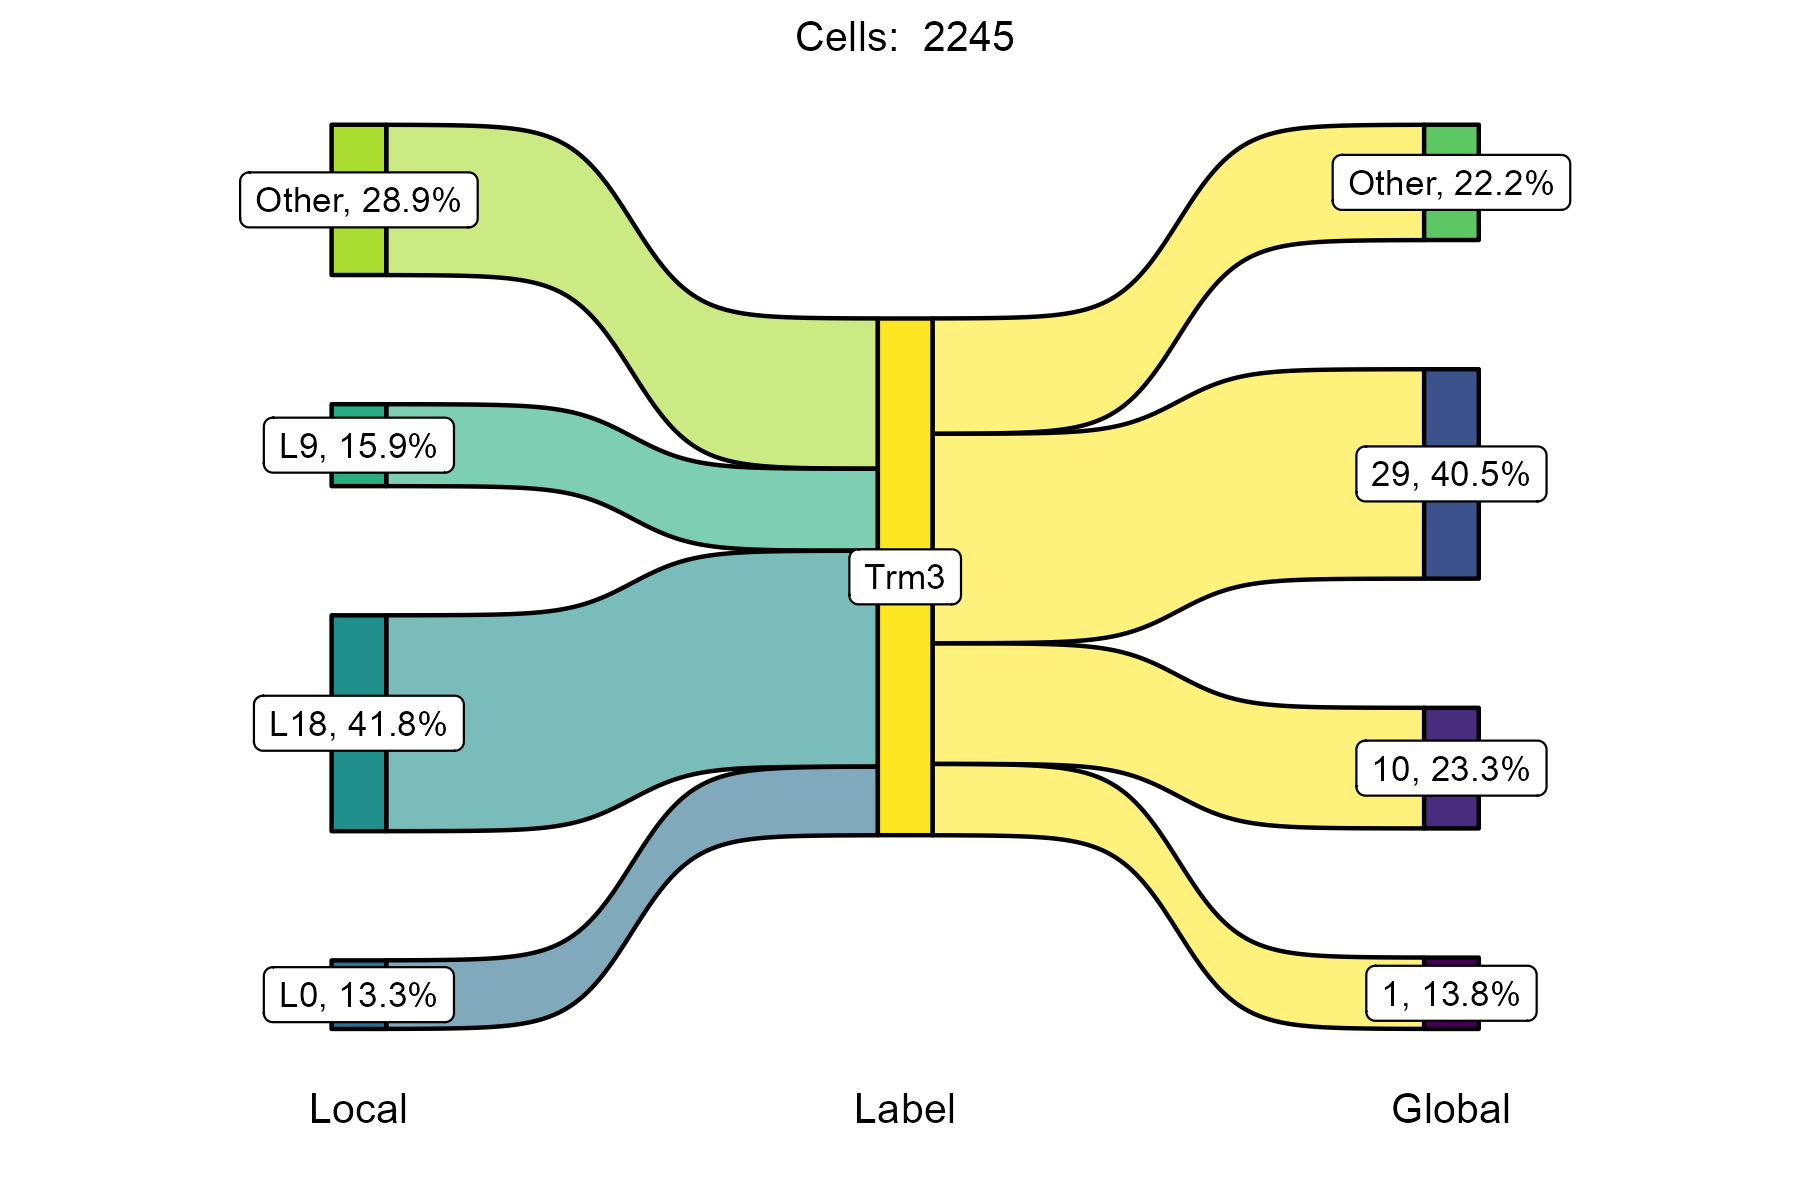 Cells:  2245
Other, 28.9%
Other, 22.2%
L9, 15.9%
29, 40.5%
Trm3
L18, 41.8%
10, 23.3%
L0, 13.3%
1, 13.8%
Local
Label
Global